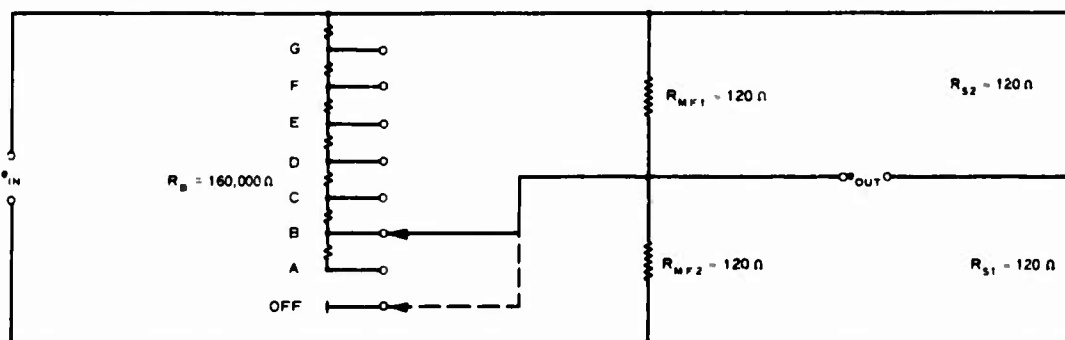 G
F
R_MF1 = 120 Ω
R_S2 = 120 Ω
E
D
e_IN
R_B = 160,000 Ω
e_OUT
C
B
A
R_MF2 = 120 Ω
R_S1 = 120 Ω
OFF